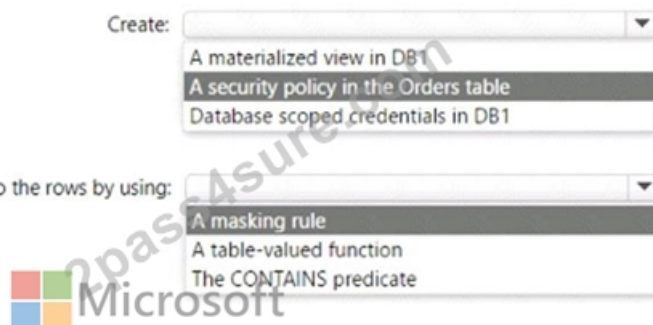 Create:
A materialized view in DB1
A security policy in the Orders table
Database scoped credentials in DB1
o the rows by using:
A masking rule
A table-valued function
The CONTAINS predicate
2pass4sure.com
Microsoft